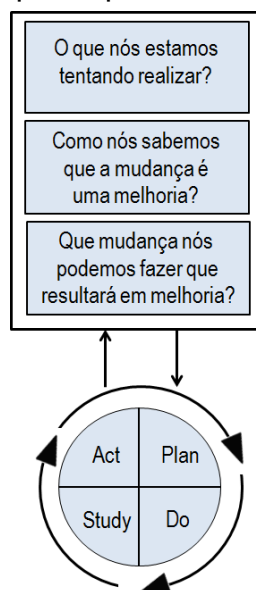 O que nós estamos
tentando realizar?
Como nós sabemos
que a mudança é
uma melhoria?
Que mudança nós
podemos fazer que
resultará em melhoria?
Act
Plan
Study
Do